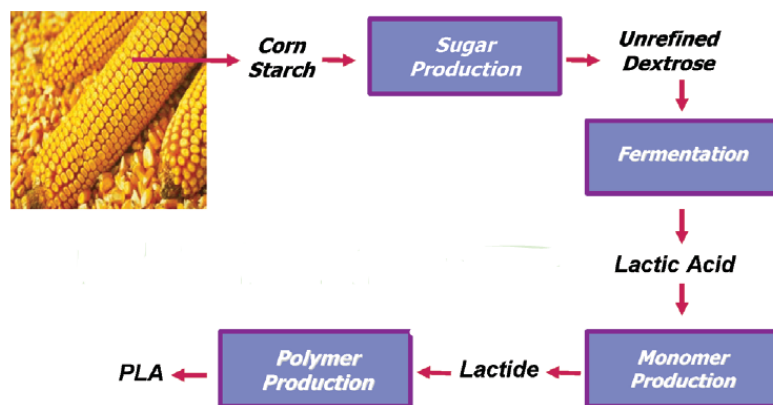 Corn
Starch
Sugar
Production
Unrefined
Dextrose
Fermentation
Lactic Acid
Monomer
Production
Lactide
Polymer
Production
PLA